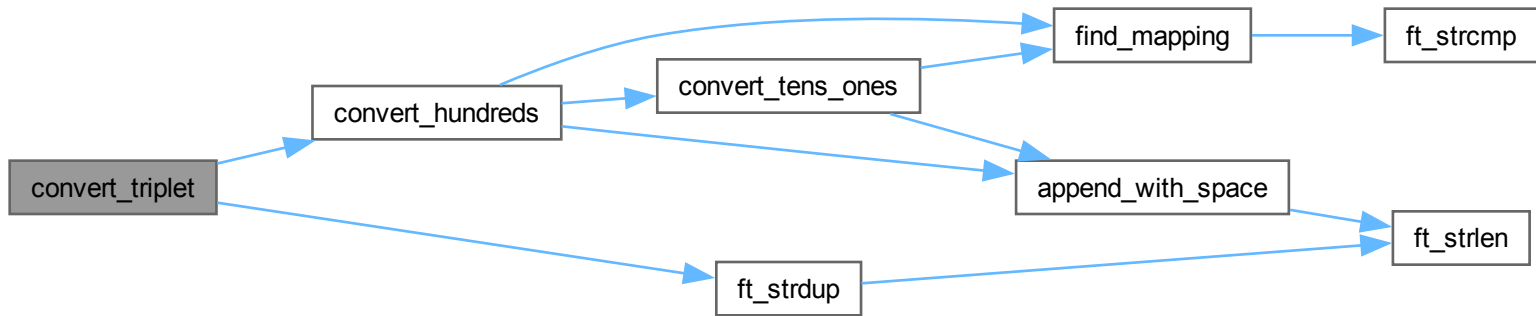 convert_triplet
convert_hundreds
convert_tens_ones
find_mapping
ft_strcmp
append_with_space
ft_strlen
ft_strdup